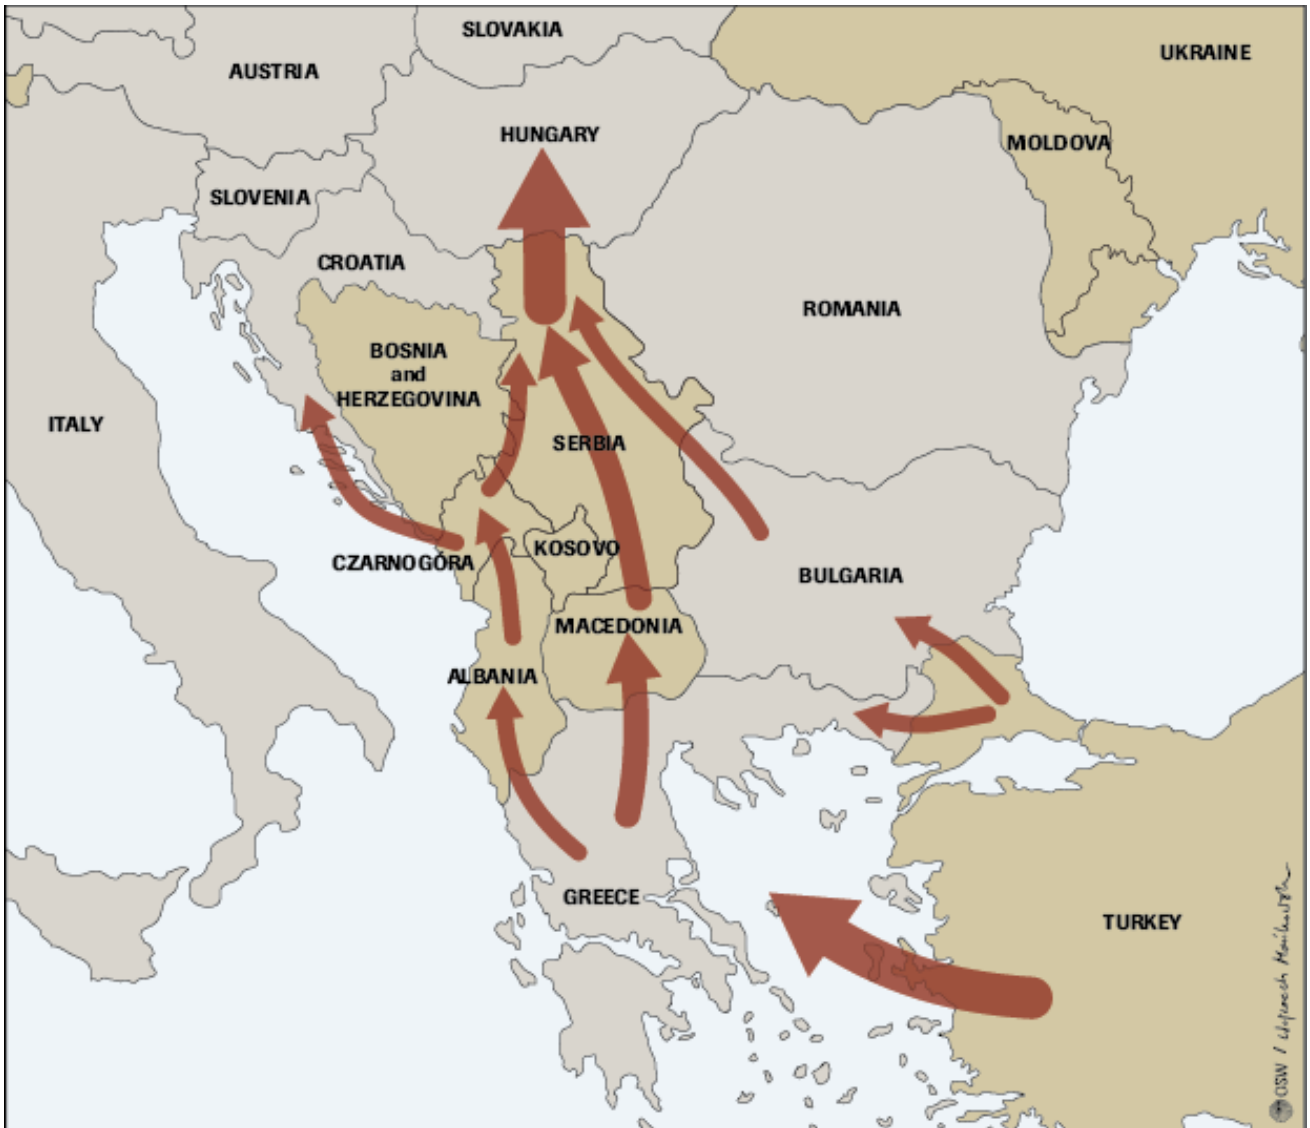 SLOVAKIA
UKRAINE
AUSTRIA
HUNGARY
MOLDOVA
SLOVENIA
CROATIA
ROMANIA
BOSNIA
and
HERZEGOVINA
ITALY
SERBIA
KOSOVO
CZARNOGÓRA
BULGARIA
MACEDONIA
ALBANIA
GREECE
TURKEY
OSW /